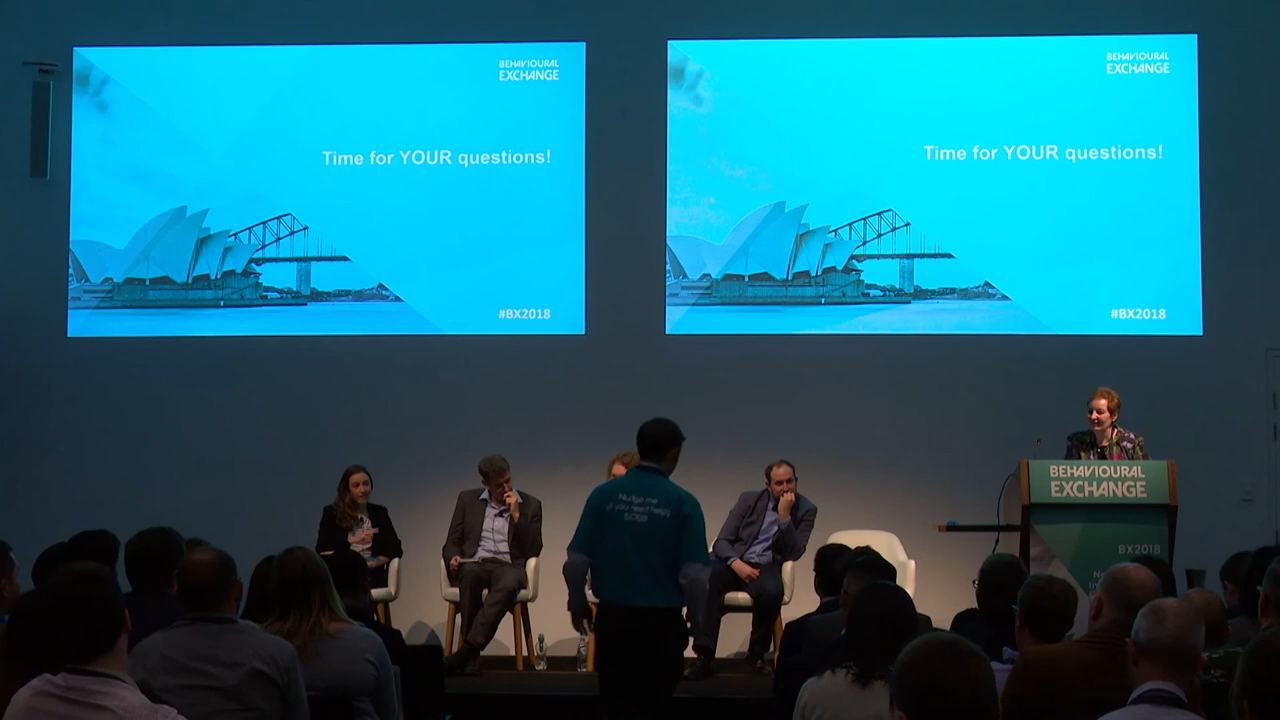 BEHAVIOURAL
EXCHANGE
Time for YOUR questions!
#BX2018
BEHAVIOURAL
EXCHANGE
Time for YOUR questions!
#BX2018
Nudge me
if you need help!
BEHAVIOURAL
EXCHANGE
BX2018